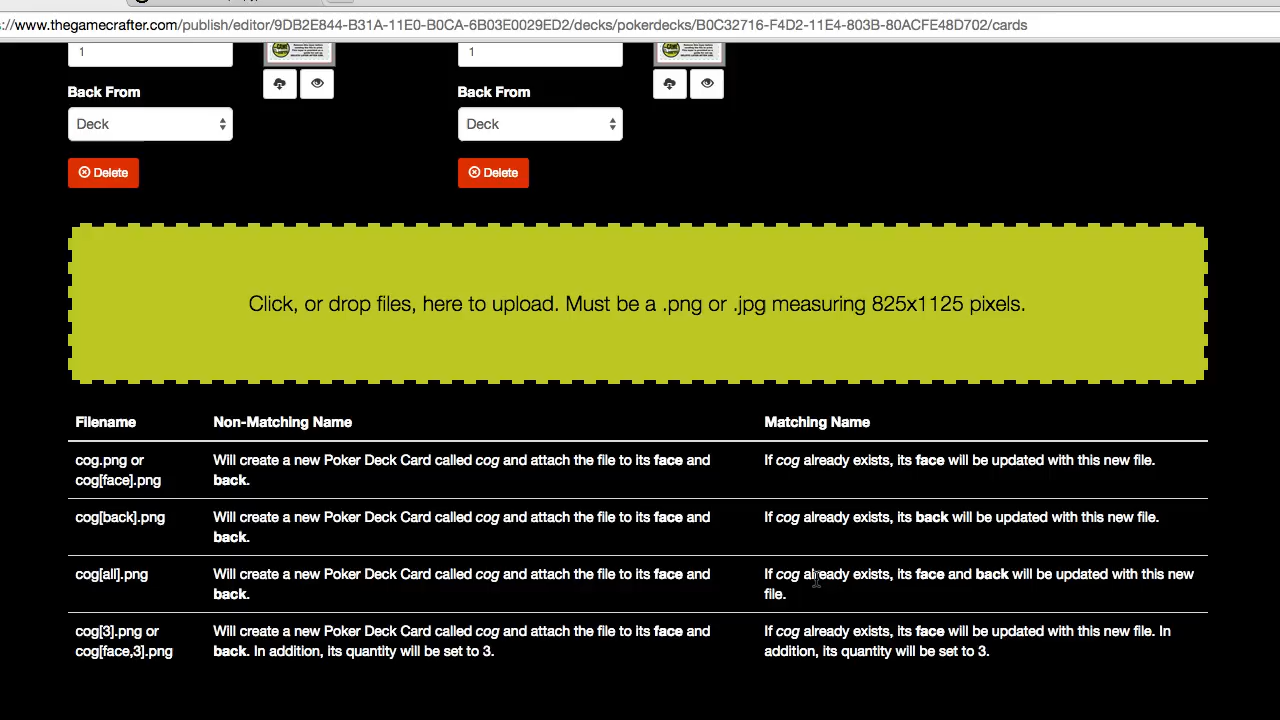 ://www.thegamecrafter.com/publish/editor/9DB2E844-B31A-11E0-B0CA-6B03E0029ED2/decks/pokerdecks/B0C32716-F4D2-11E4-803B-80ACFE48D702/cards
1
1
Back From
Back From
Deck
Deck
Delete
Delete
Click, or drop files, here to upload. Must be a .png or .jpg measuring 825x1125 pixels.
Filename Non-Matching Name Matching Name
cog.png or Will create a new Poker Deck Card called cog and attach the file to its face and If cog already exists, its face will be updated with this new file.
cog[face].png back.
cog[back].png Will create a new Poker Deck Card called cog and attach the file to its face and If cog already exists, its back will be updated with this new file.
back.
cog[all].png Will create a new Poker Deck Card called cog and attach the file to its face and If cog already exists, its face and back will be updated with this new
back. file.
cog[3].png or Will create a new Poker Deck Card called cog and attach the file to its face and If cog already exists, its face will be updated with this new file. In
cog[face,3].png back. In addition, its quantity will be set to 3. addition, its quantity will be set to 3.